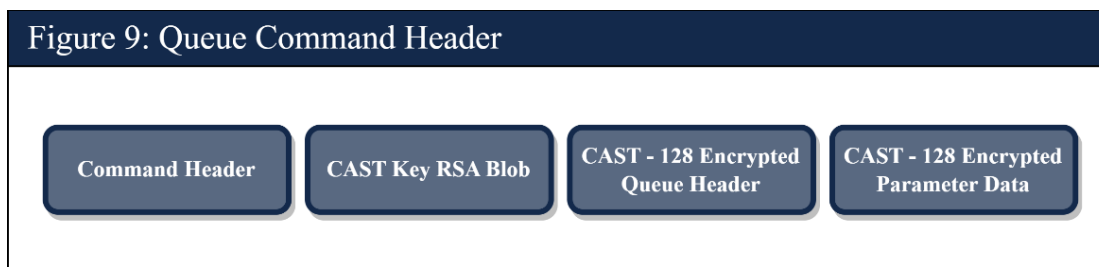 Figure 9: Queue Command Header
Command Header
CAST Key RSA Blob
CAST - 128 Encrypted
Queue Header
CAST - 128 Encrypted
Parameter Data